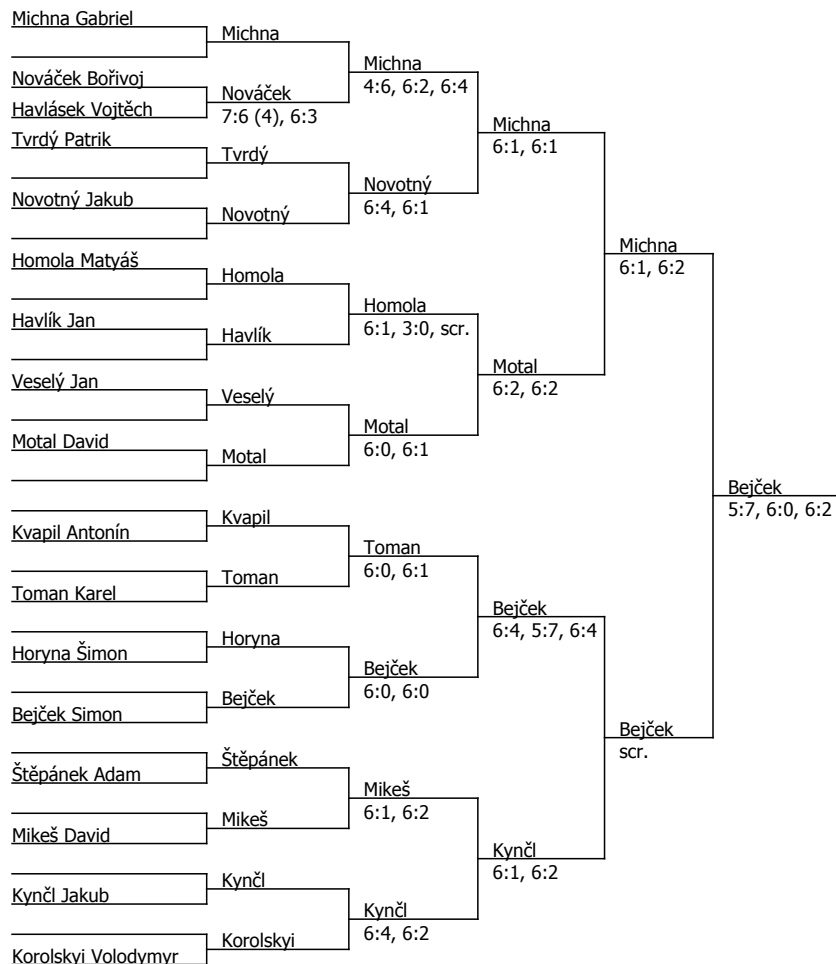 Michna Gabriel
Nováček Bořivoj
Havlásek Vojtěch
Tvrdý Patrik
Novotný Jakub
Homola Matyáš
Havlík Jan
Veselý Jan
Motal David
Kvapil Antonín
Toman Karel
Horyna Šimon
Bejček Simon
Štěpánek Adam
Mikeš David
Kynčl Jakub
Korolskyi Volodymyr
Michna
Nováček
7:6 (4), 6:3
Tvrdý
Novotný
Homola
Havlík
Veselý
Motal
Kvapil
Toman
Horyna
Bejček
Štěpánek
Mikeš
Kynčl
Korolskyi
Michna
4:6, 6:2, 6:4
Novotný
6:4, 6:1
Homola
6:1, 3:0, scr.
Motal
6:0, 6:1
Toman
6:0, 6:1
Bejček
6:0, 6:0
Mikeš
6:1, 6:2
Kynčl
6:4, 6:2
Michna
6:1, 6:1
Motal
6:2, 6:2
Bejček
6:4, 5:7, 6:4
Kynčl
6:1, 6:2
Michna
6:1, 6:2
Bejček
scr.
Bejček
5:7, 6:0, 6:2